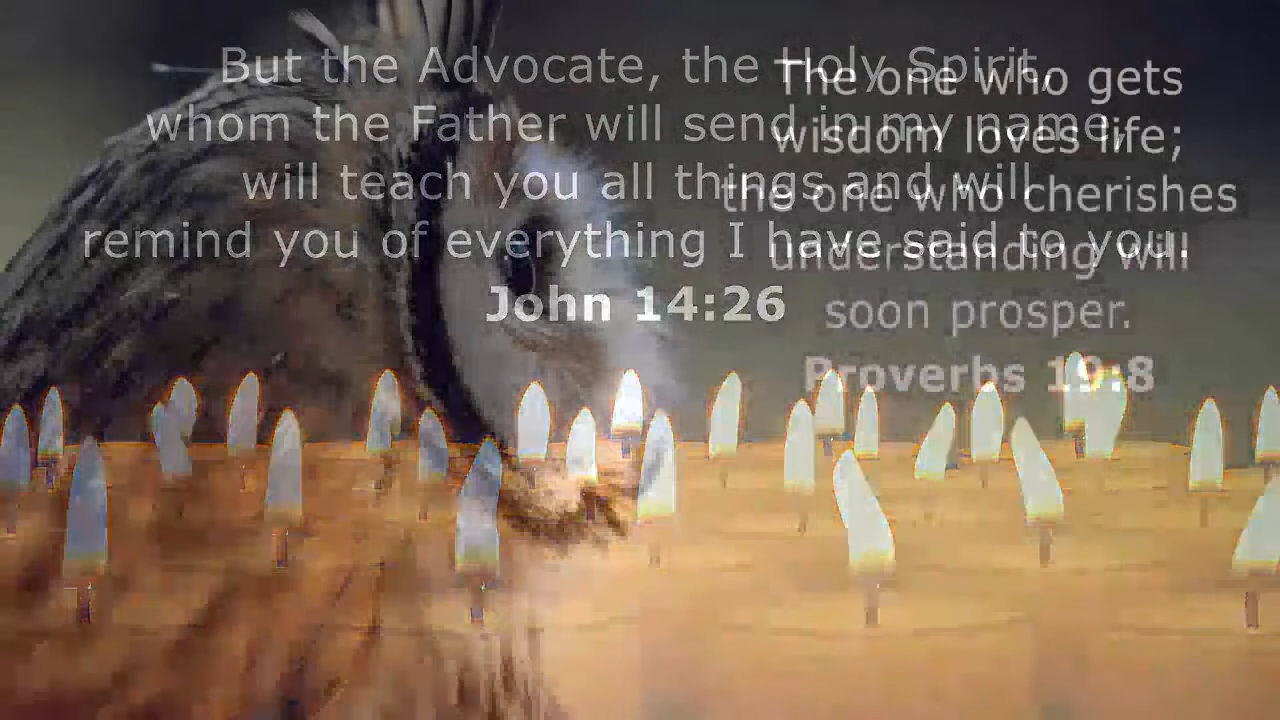 But the Advocate, the Holy Spirit,
whom the Father will send in my name,
will teach you all things and will
remind you of everything I have said to you.
John 14:26
The one who gets
wisdom loves life;
the one who cherishes
understanding will
soon prosper.
Proverbs 19:8